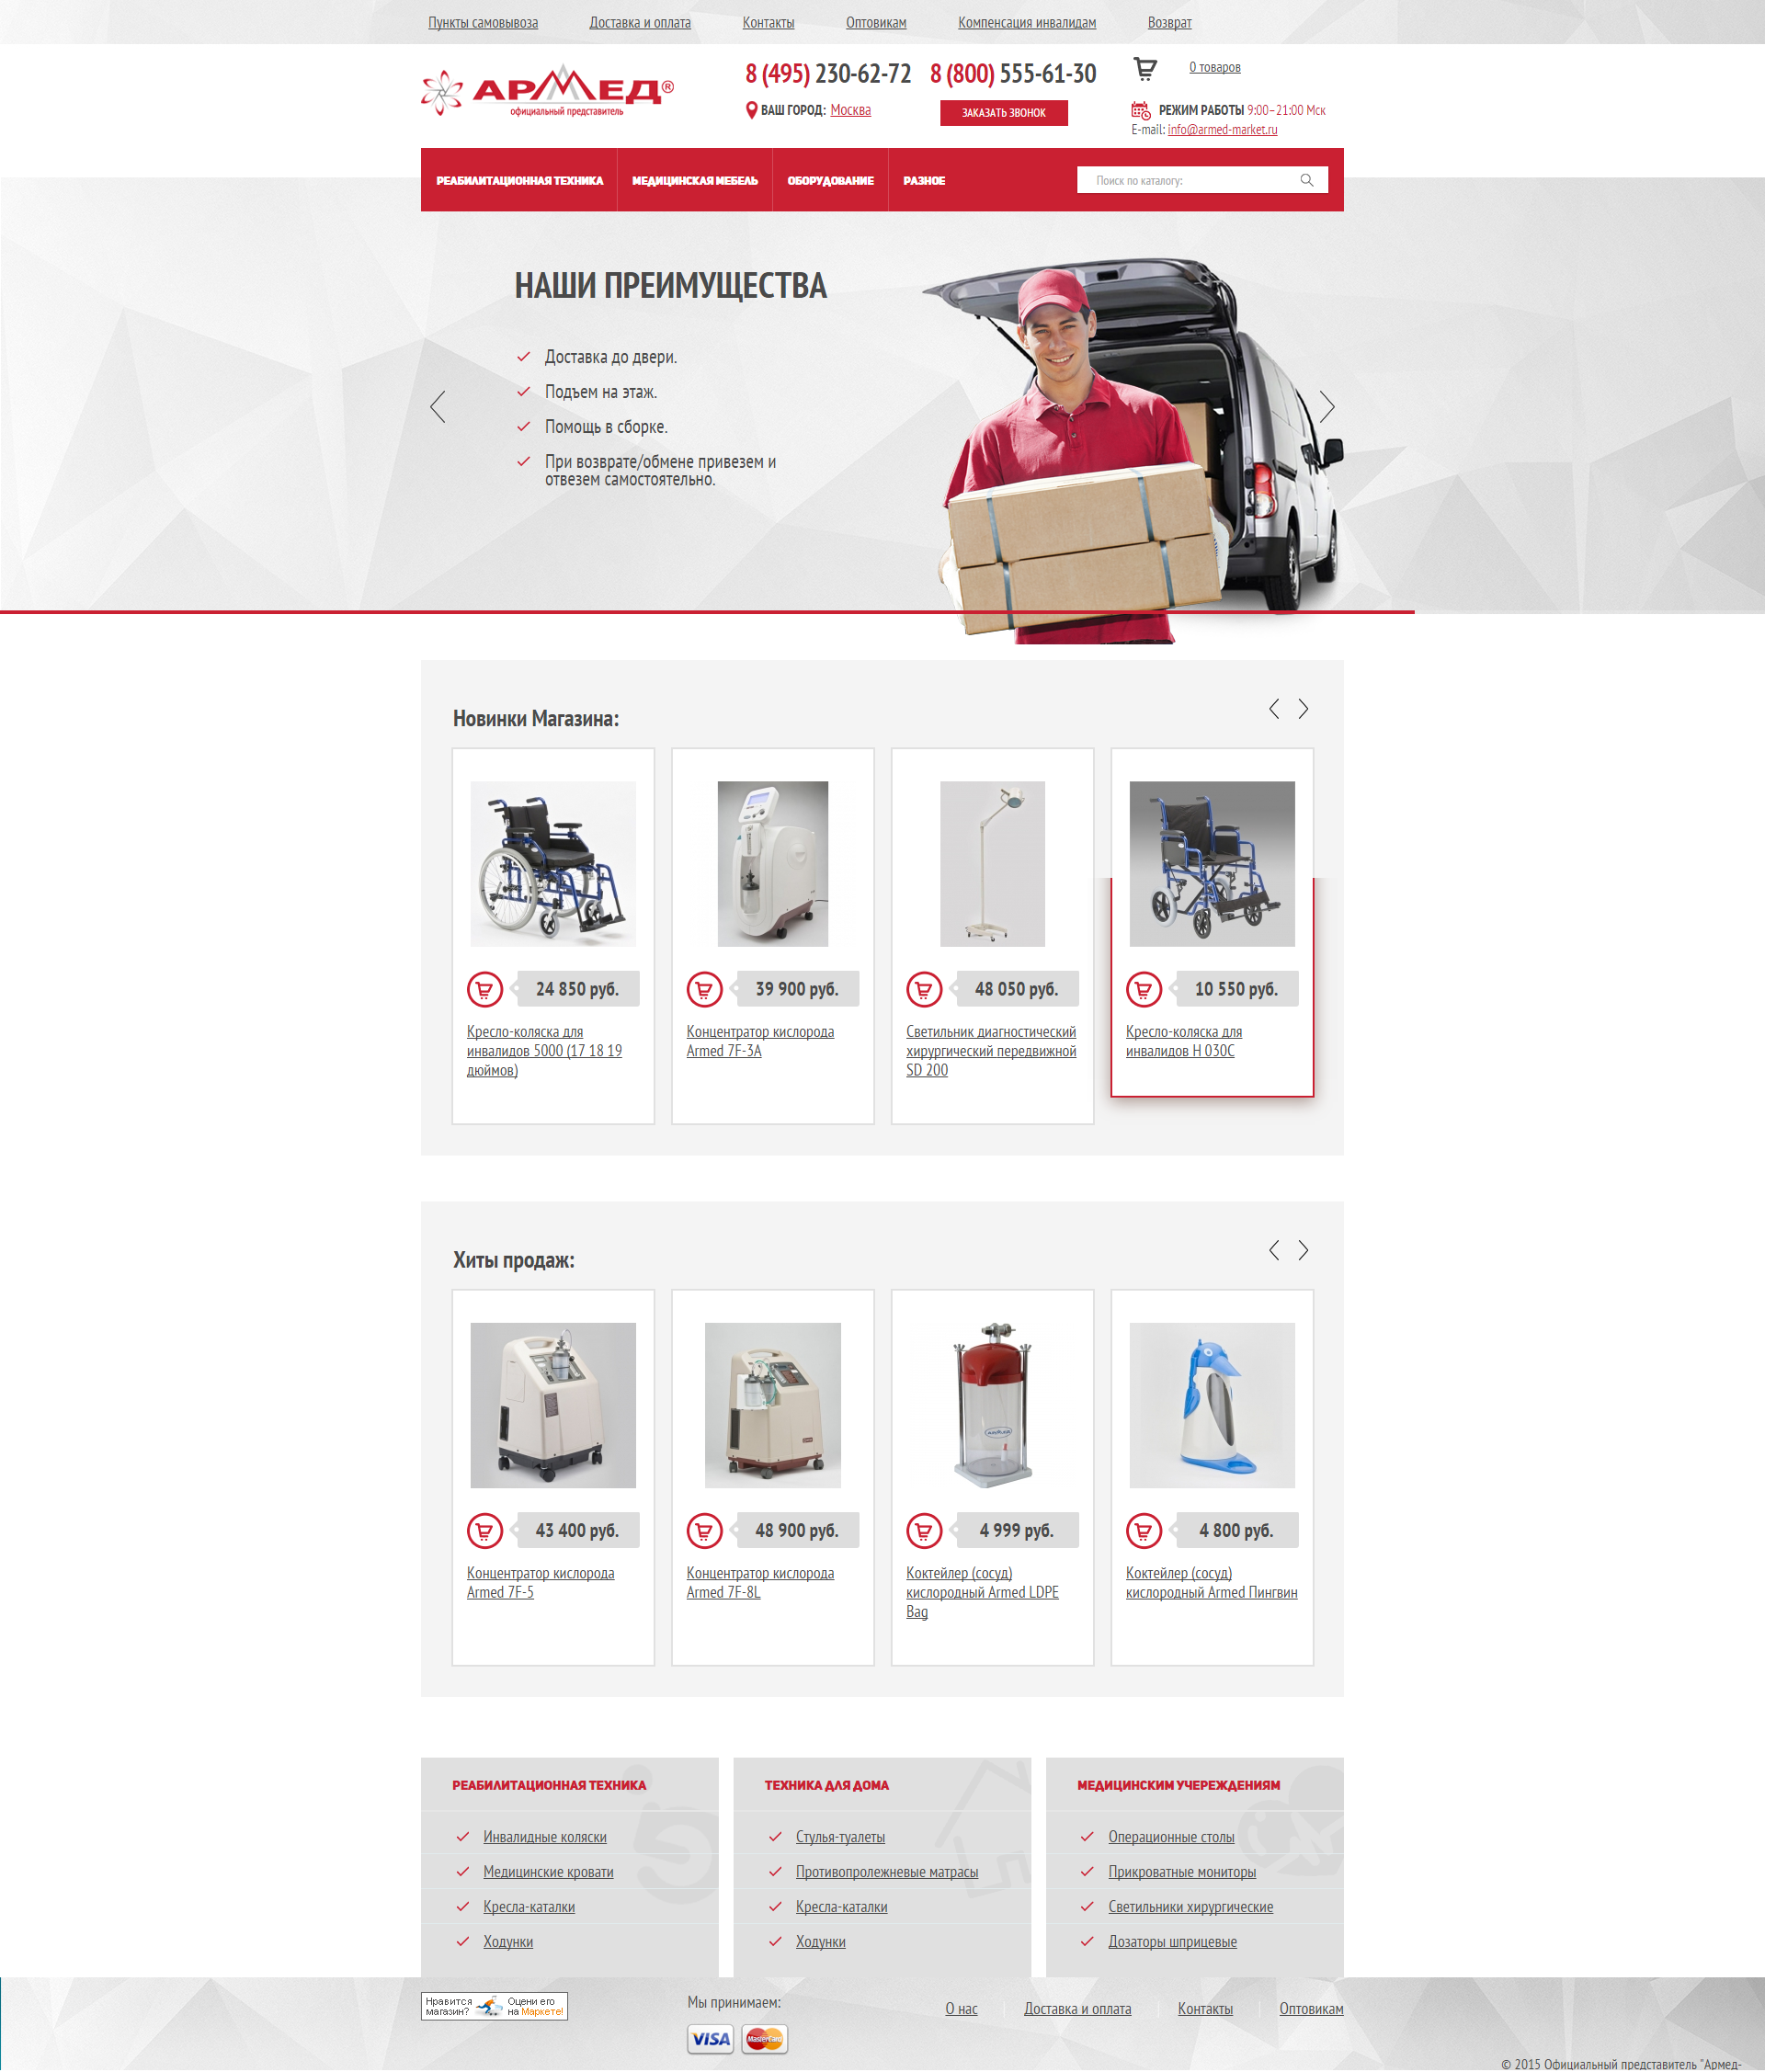 Пункты самовывоза Доставка и оплата Контакты Оптовикам Компенсация инвалидам Возврат
АРМЕД®
официальный представитель
8 (495) 230-62-72 8 (800) 555-61-30
0 товаров
ВАШ ГОРОД: Москва
ЗАКАЗАТЬ ЗВОНОК
РЕЖИМ РАБОТЫ 9:00–21:00 Мск
E-mail: info@armed-market.ru
РЕАБИЛИТАЦИОННАЯ ТЕХНИКА МЕДИЦИНСКАЯ МЕБЕЛЬ ОБОРУДОВАНИЕ РАЗНОЕ
Поиск по каталогу:
НАШИ ПРЕИМУЩЕСТВА
Доставка до двери.
Подъем на этаж.
Помощь в сборке.
При возврате/обмене привезем и
отвезем самостоятельно.
Новинки Магазина:
24 850 руб.
Кресло-коляска для
инвалидов 5000 (17 18 19
дюймов)
39 900 руб.
Концентратор кислорода
Armed 7F-3A
48 050 руб.
Светильник диагностический
хирургический передвижной
SD 200
10 550 руб.
Кресло-коляска для
инвалидов H 030C
Хиты продаж:
43 400 руб.
Концентратор кислорода
Armed 7F-5
48 900 руб.
Концентратор кислорода
Armed 7F-8L
АРМЕД
4 999 руб.
Коктейлер (сосуд)
кислородный Armed LDPE
Bag
4 800 руб.
Коктейлер (сосуд)
кислородный Armed Пингвин
РЕАБИЛИТАЦИОННАЯ ТЕХНИКА
Инвалидные коляски
Медицинские кровати
Кресла-каталки
Ходунки
ТЕХНИКА ДЛЯ ДОМА
Стулья-туалеты
Противопролежневые матрасы
Кресла-каталки
Ходунки
МЕДИЦИНСКИМ УЧЕРЕЖДЕНИЯМ
Операционные столы
Прикроватные мониторы
Светильники хирургические
Дозаторы шприцевые
Нравится магазин? Оцени его на Маркете!
Мы принимаем:
VISA MasterCard
О нас Доставка и оплата Контакты Оптовикам
© 2015 Официальный представитель "Армед-